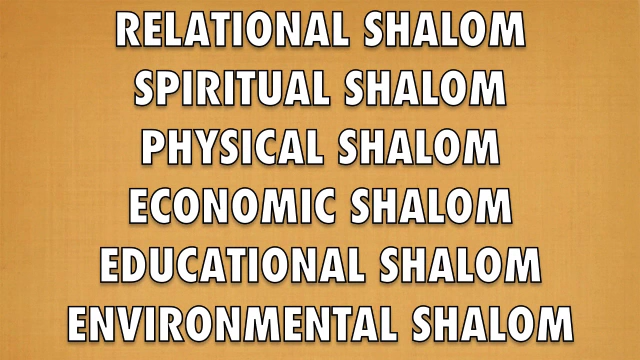 RELATIONAL SHALOM
SPIRITUAL SHALOM
PHYSICAL SHALOM
ECONOMIC SHALOM
EDUCATIONAL SHALOM
ENVIRONMENTAL SHALOM